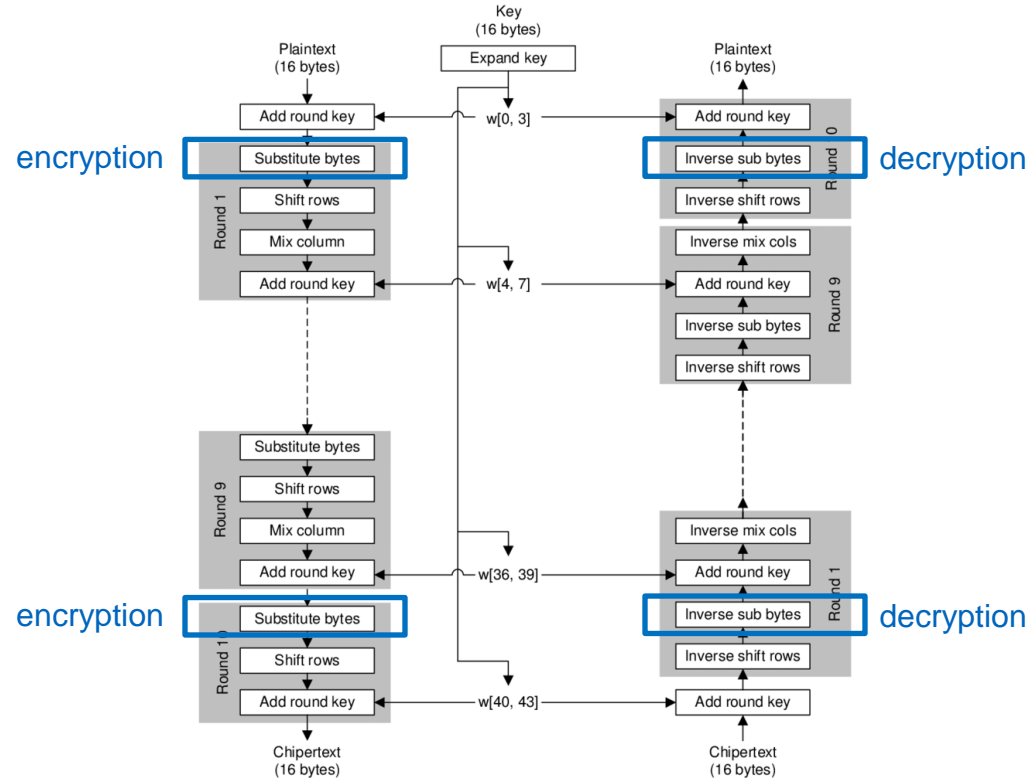 Key
(16 bytes)
Expand key
Plaintext
(16 bytes)
Plaintext
(16 bytes)
Add round key
w[0, 3]
Add round key
encryption
Substitute bytes
Inverse sub bytes
decryption
Shift rows
Inverse shift rows
Mix column
Add round key
Round 1
Round 10
w[4, 7]
Inverse mix cols
Add round key
Inverse sub bytes
Inverse shift rows
Round 9
Substitute bytes
Shift rows
Mix column
Add round key
Round 9
w[36, 39]
Inverse mix cols
Add round key
encryption
Substitute bytes
Inverse sub bytes
decryption
Shift rows
Inverse shift rows
Add round key
Round 10
Round 1
w[40, 43]
Add round key
Chipertext
(16 bytes)
Chipertext
(16 bytes)